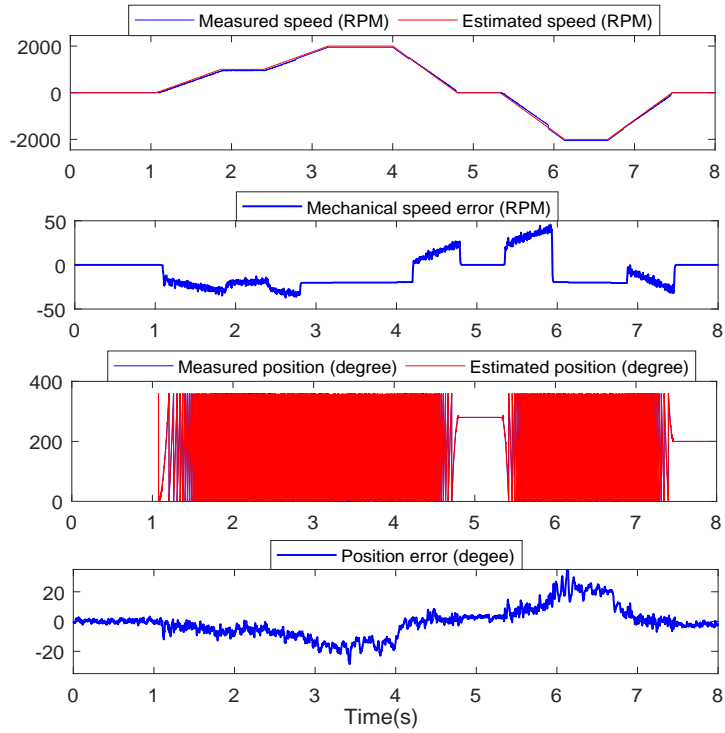 Measured speed (RPM) Estimated speed (RPM)
2000
0
-2000
0 1 2 3 4 5 6 7 8
Mechanical speed error (RPM)
50
0
-50
0 1 2 3 4 5 6 7 8
Measured position (degree) Estimated position (degree)
400
200
0
0 1 2 3 4 5 6 7 8
Position error (degee)
20
0
-20
0 1 2 3 4 5 6 7 8
Time(s)